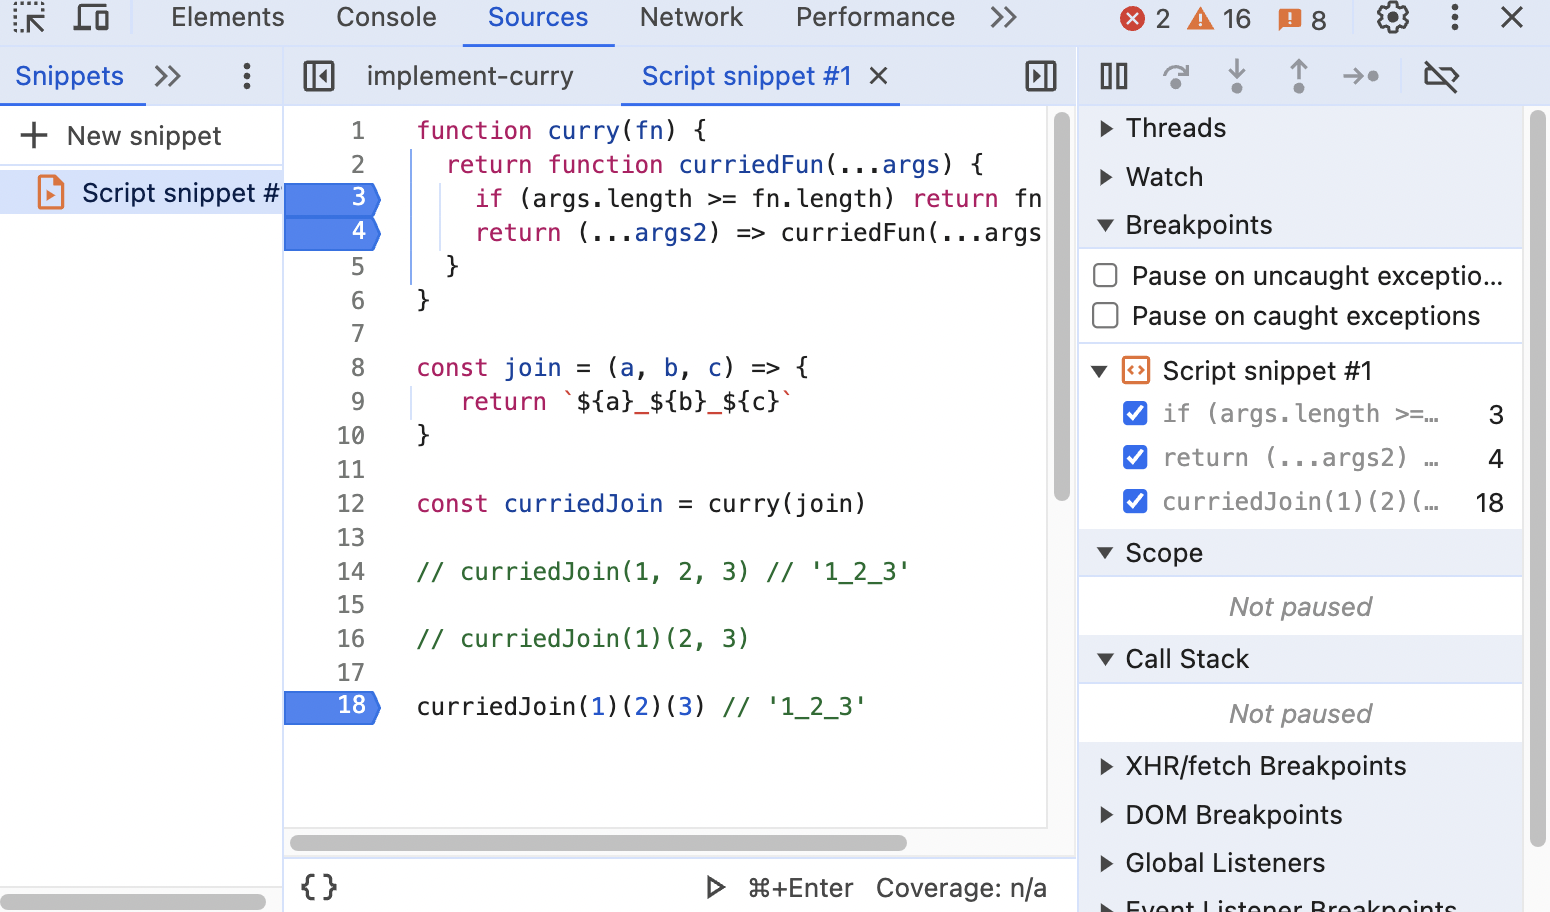 Elements Console Sources Network Performance 2 16 8
Snippets
implement-curry Script snippet #1
New snippet
Script snippet #
1 function curry(fn) {
2 return function curriedFun(...args) {
3 if (args.length >= fn.length) return fn
4 return (...args2) => curriedFun(...args
5 }
6 }
7
8 const join = (a, b, c) => {
9 return `${a}_${b}_${c}`
10 }
11
12 const curriedJoin = curry(join)
13
14 // curriedJoin(1, 2, 3) // '1_2_3'
15
16 // curriedJoin(1)(2, 3)
17
18 curriedJoin(1)(2)(3) // '1_2_3'
{} ⌘+Enter Coverage: n/a
Threads
Watch
Breakpoints
Pause on uncaught exceptio...
Pause on caught exceptions
Script snippet #1
if (args.length >=… 3
return (...args2) … 4
curriedJoin(1)(2)(… 18
Scope
Not paused
Call Stack
Not paused
XHR/fetch Breakpoints
DOM Breakpoints
Global Listeners
Event Listener Breakpoints